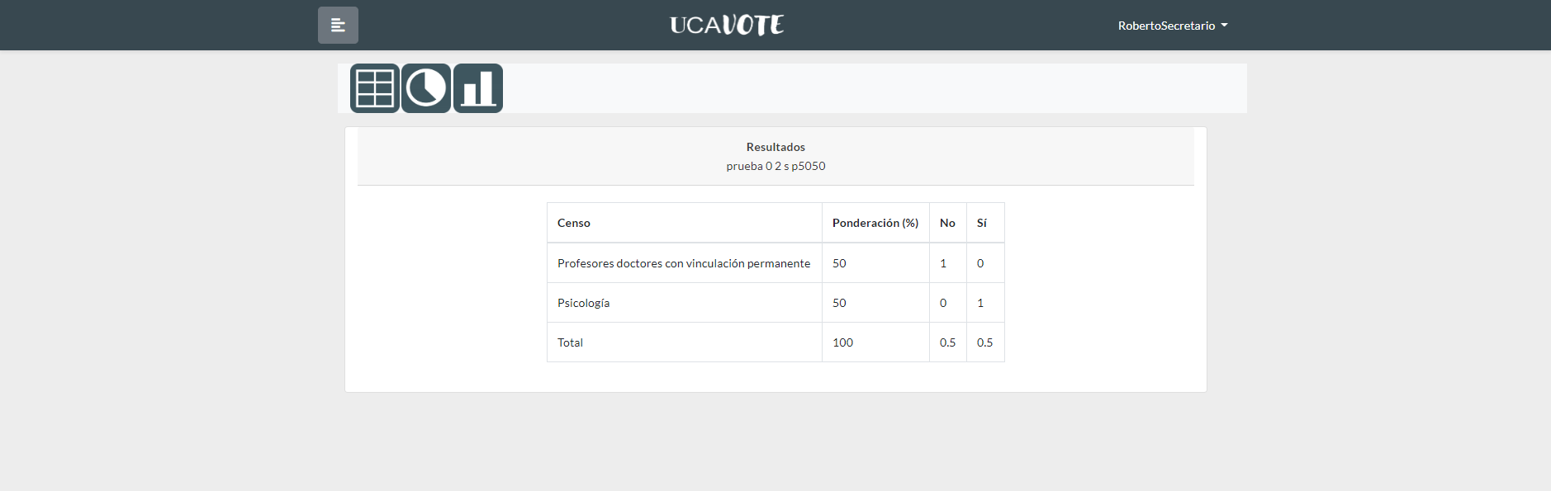 UCAVOTE
RobertoSecretario
Resultados
prueba 0 2 s p5050
Censo Ponderación (%) No Sí
Profesores doctores con vinculación permanente 50 1 0
Psicología 50 0 1
Total 100 0.5 0.5